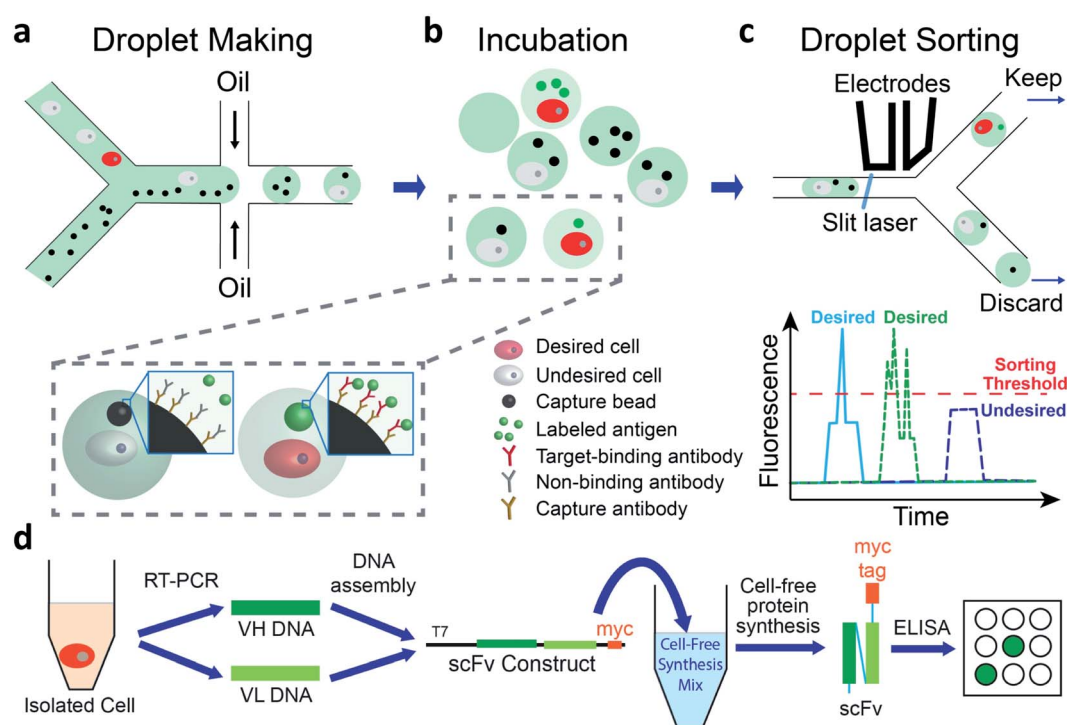 a
Droplet Making
Oil
Oil
b
Incubation
c
Droplet Sorting
Electrodes
Keep
Slit laser
Discard
Desired cell
Undesired cell
Capture bead
Labeled antigen
Target-binding antibody
Non-binding antibody
Capture antibody
Fluorescence
Desired
Desired
Sorting
Threshold
Undesired
Time
d
Isolated Cell
RT-PCR
VH DNA
VL DNA
DNA
assembly
T7
myc
scFv Construct
Cell-Free
Synthesis
Mix
Cell-free
protein
synthesis
myc
tag
scFv
ELISA